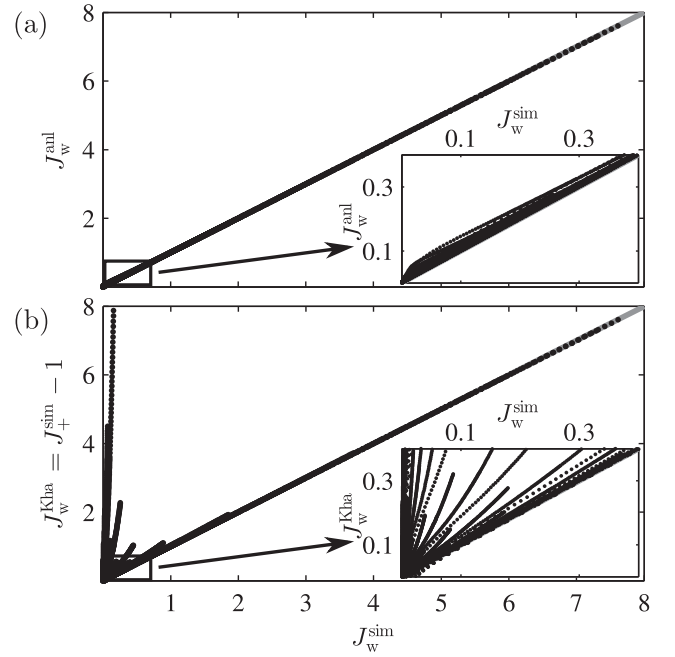 (a)
8
6
4
2
J_w^anl
J_w^sim
0.1 0.3
0.3
0.1
J_w^anl
(b)
8
6
4
2
J_w^Kha = J_+^sim − 1
J_w^sim
0.1 0.3
0.3
0.1
J_w^Kha
1 2 3 4 5 6 7 8
J_w^sim